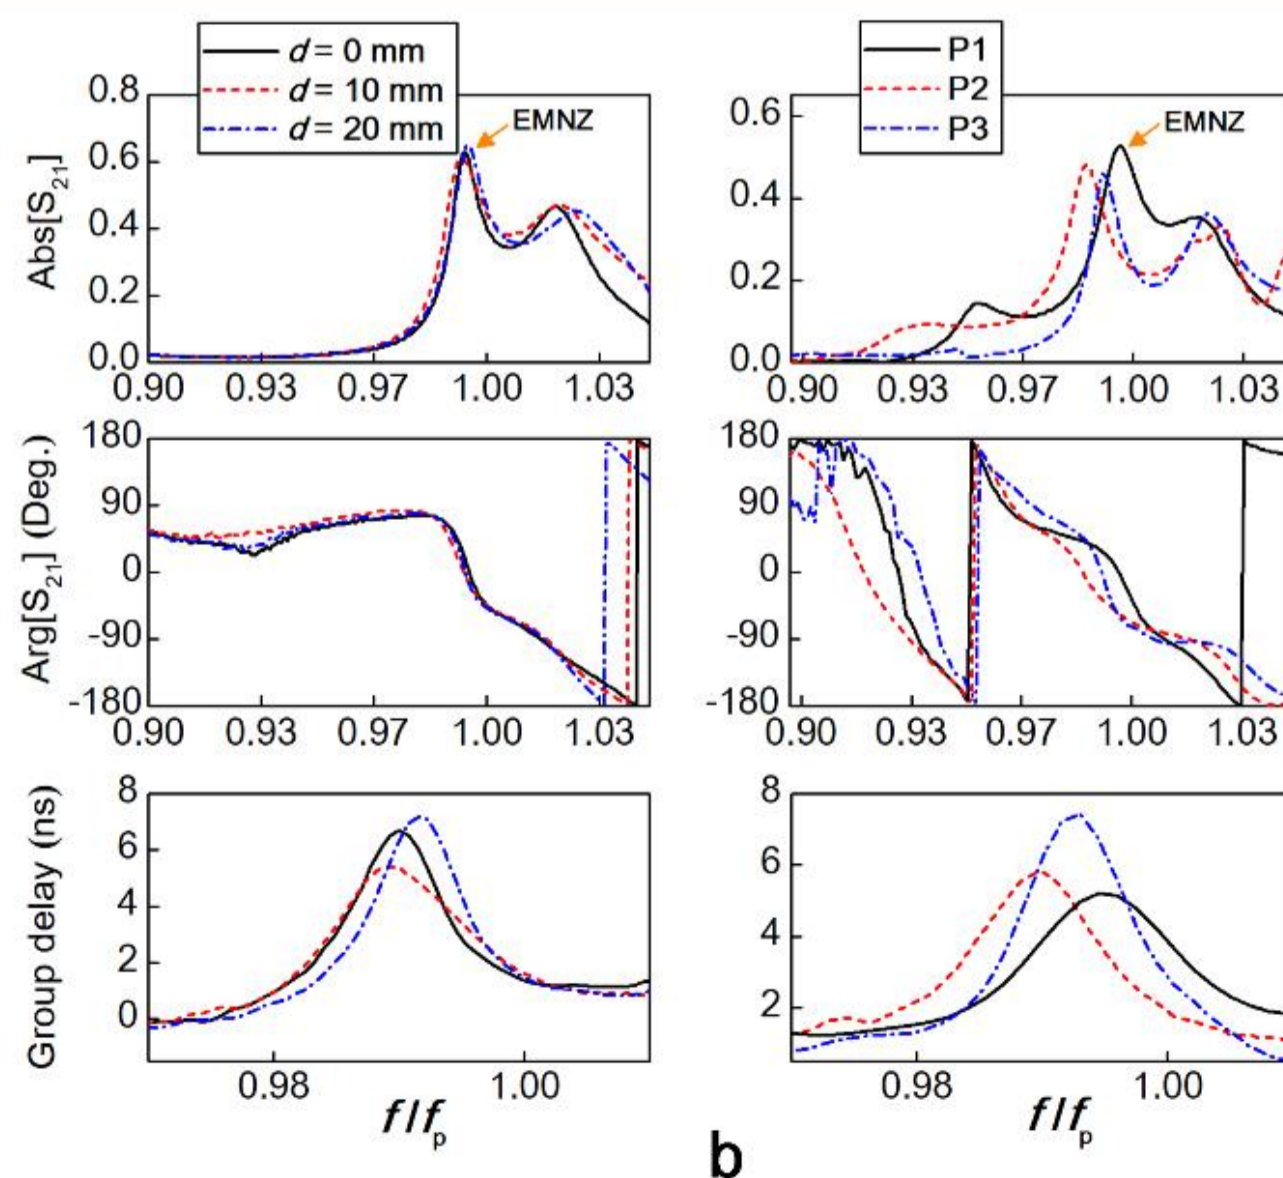 d = 0 mm
d = 10 mm
d = 20 mm
EMNZ
Abs[S21]
0.8
0.6
0.4
0.2
0.0
0.90 0.93 0.97 1.00 1.03
Arg[S21] (Deg.)
180
90
0
-90
-180
0.90 0.93 0.97 1.00 1.03
Group delay (ns)
8
6
4
2
0
0.98 1.00
f/fp
P1
P2
P3
EMNZ
0.6
0.4
0.2
0.0
0.90 0.93 0.97 1.00 1.03
180
90
0
-90
-180
0.90 0.93 0.97 1.00 1.03
8
6
4
2
0.98 1.00
f/fp
b